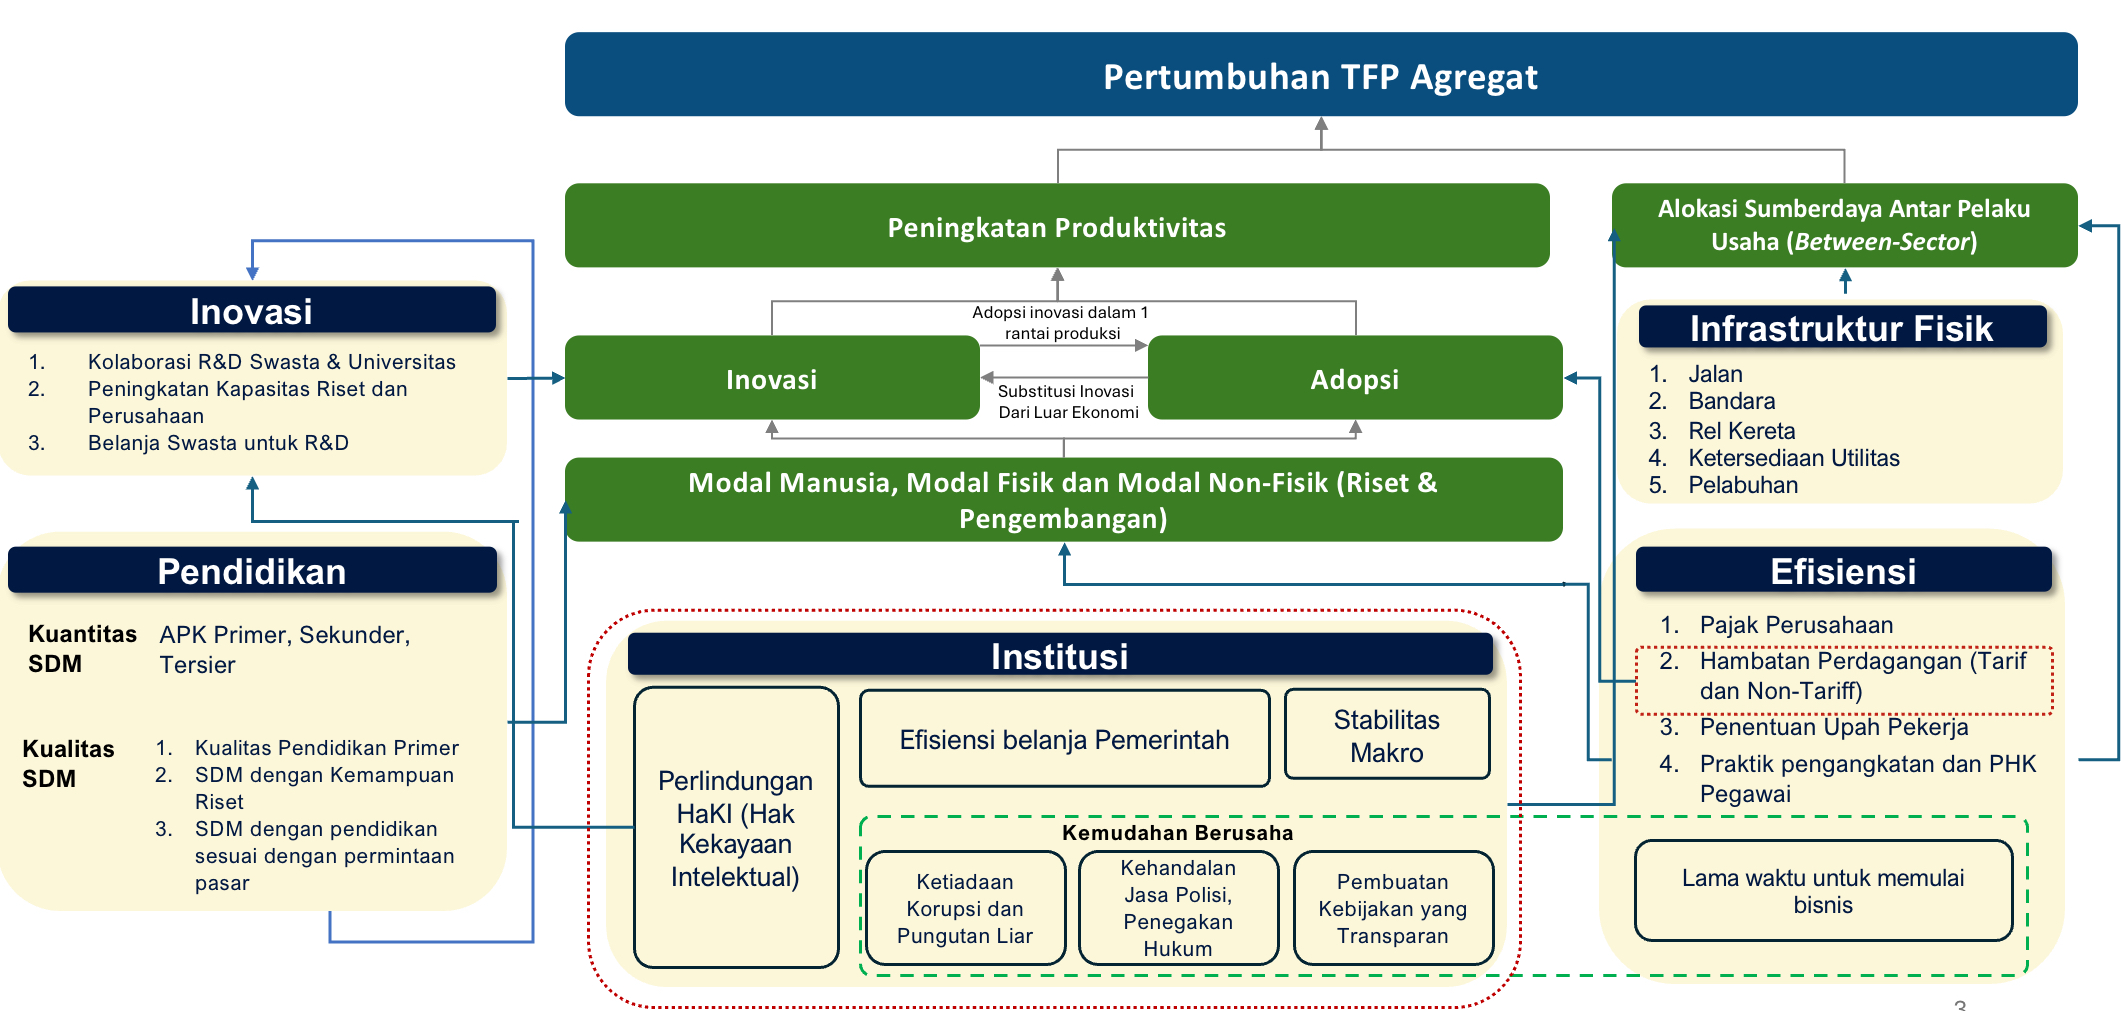 Pertumbuhan TFP Agregat
Peningkatan Produktivitas
Alokasi Sumberdaya Antar Pelaku
Usaha (Between-Sector)
Adopsi inovasi dalam 1
rantai produksi
Inovasi
Adopsi
Substitusi Inovasi
Dari Luar Ekonomi
Modal Manusia, Modal Fisik dan Modal Non-Fisik (Riset &
Pengembangan)
Inovasi
1. Kolaborasi R&D Swasta & Universitas
2. Peningkatan Kapasitas Riset dan
Perusahaan
3. Belanja Swasta untuk R&D
Pendidikan
Kuantitas
SDM
APK Primer, Sekunder,
Tersier
Kualitas
SDM
1. Kualitas Pendidikan Primer
2. SDM dengan Kemampuan
Riset
3. SDM dengan pendidikan
sesuai dengan permintaan
pasar
Institusi
Perlindungan
HaKI (Hak
Kekayaan
Intelektual)
Efisiensi belanja Pemerintah
Stabilitas
Makro
Kemudahan Berusaha
Ketiadaan
Korupsi dan
Pungutan Liar
Kehandalan
Jasa Polisi,
Penegakan
Hukum
Pembuatan
Kebijakan yang
Transparan
Infrastruktur Fisik
1. Jalan
2. Bandara
3. Rel Kereta
4. Ketersediaan Utilitas
5. Pelabuhan
Efisiensi
1. Pajak Perusahaan
2. Hambatan Perdagangan (Tarif
dan Non-Tariff)
3. Penentuan Upah Pekerja
4. Praktik pengangkatan dan PHK
Pegawai
Lama waktu untuk memulai
bisnis
3